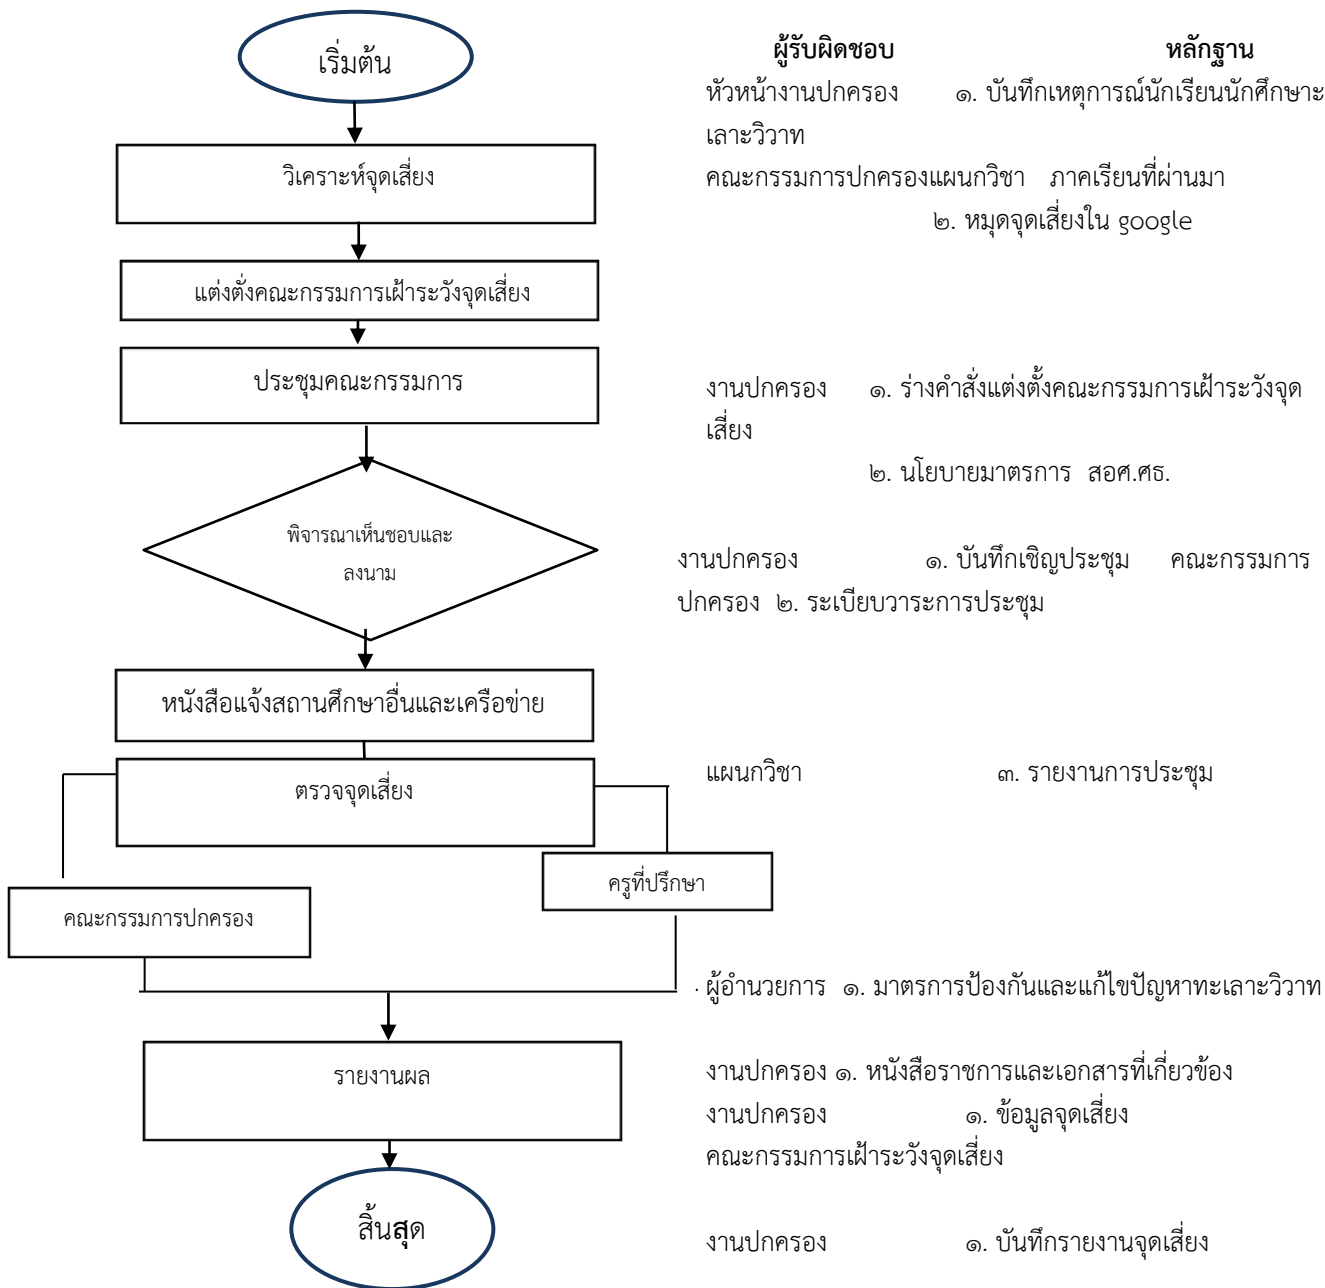 เริ่มต้น
ผู้รับผิดชอบ หลักฐาน
หัวหน้างานปกครอง ๑. บันทึกเหตุการณ์นักเรียนนักศึกษาะ
เลาะวิวาท
วิเคราะห์จุดเสี่ยง
คณะกรรมการปกครองแผนกวิชา ภาคเรียนที่ผ่านมา
๒. หมุดจุดเสี่ยงใน google
แต่งตั่งคณะกรรมการเฝ้าระวังจุดเสี่ยง
ประชุมคณะกรรมการ
งานปกครอง ๑. ร่างคำสั่งแต่งตั้งคณะกรรมการเฝ้าระวังจุด
เสี่ยง
๒. นโยบายมาตรการ สอศ.ศธ.
พิจารณาเห็นชอบและ
ลงนาม
งานปกครอง ๑. บันทึกเชิญประชุม คณะกรรมการ
ปกครอง ๒. ระเบียบวาระการประชุม
หนังสือแจ้งสถานศึกษาอื่นและเครือข่าย
ตรวจจุดเสี่ยง
แผนกวิชา ๓. รายงานการประชุม
ครูที่ปรึกษา
คณะกรรมการปกครอง
. ผู้อำนวยการ ๑. มาตรการป้องกันและแก้ไขปัญหาทะเลาะวิวาท
รายงานผล
งานปกครอง ๑. หนังสือราชการและเอกสารที่เกี่ยวข้อง
งานปกครอง ๑. ข้อมูลจุดเสี่ยง
คณะกรรมการเฝ้าระวังจุดเสี่ยง
สิ้นสุด
งานปกครอง ๑. บันทึกรายงานจุดเสี่ยง